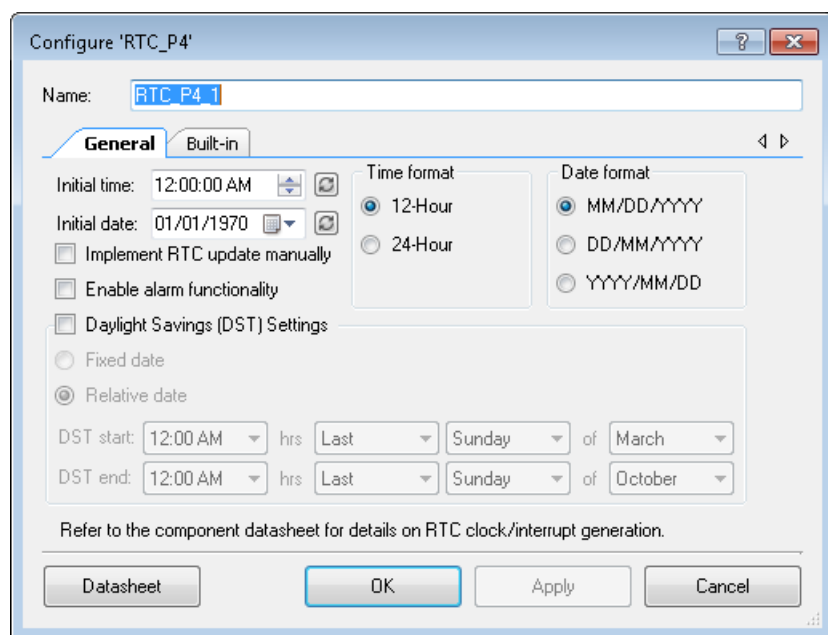 Configure 'RTC_P4'
Name: RTC_P4_1
General Built-in
Initial time: 12:00:00 AM
Initial date: 01/01/1970
Implement RTC update manually
Enable alarm functionality
Time format
12-Hour
24-Hour
Date format
MM/DD/YYYY
DD/MM/YYYY
YYYY/MM/DD
Daylight Savings (DST) Settings
Fixed date
Relative date
DST start: 12:00 AM hrs Last Sunday of March
DST end: 12:00 AM hrs Last Sunday of October
Refer to the component datasheet for details on RTC clock/interrupt generation.
Datasheet OK Apply Cancel